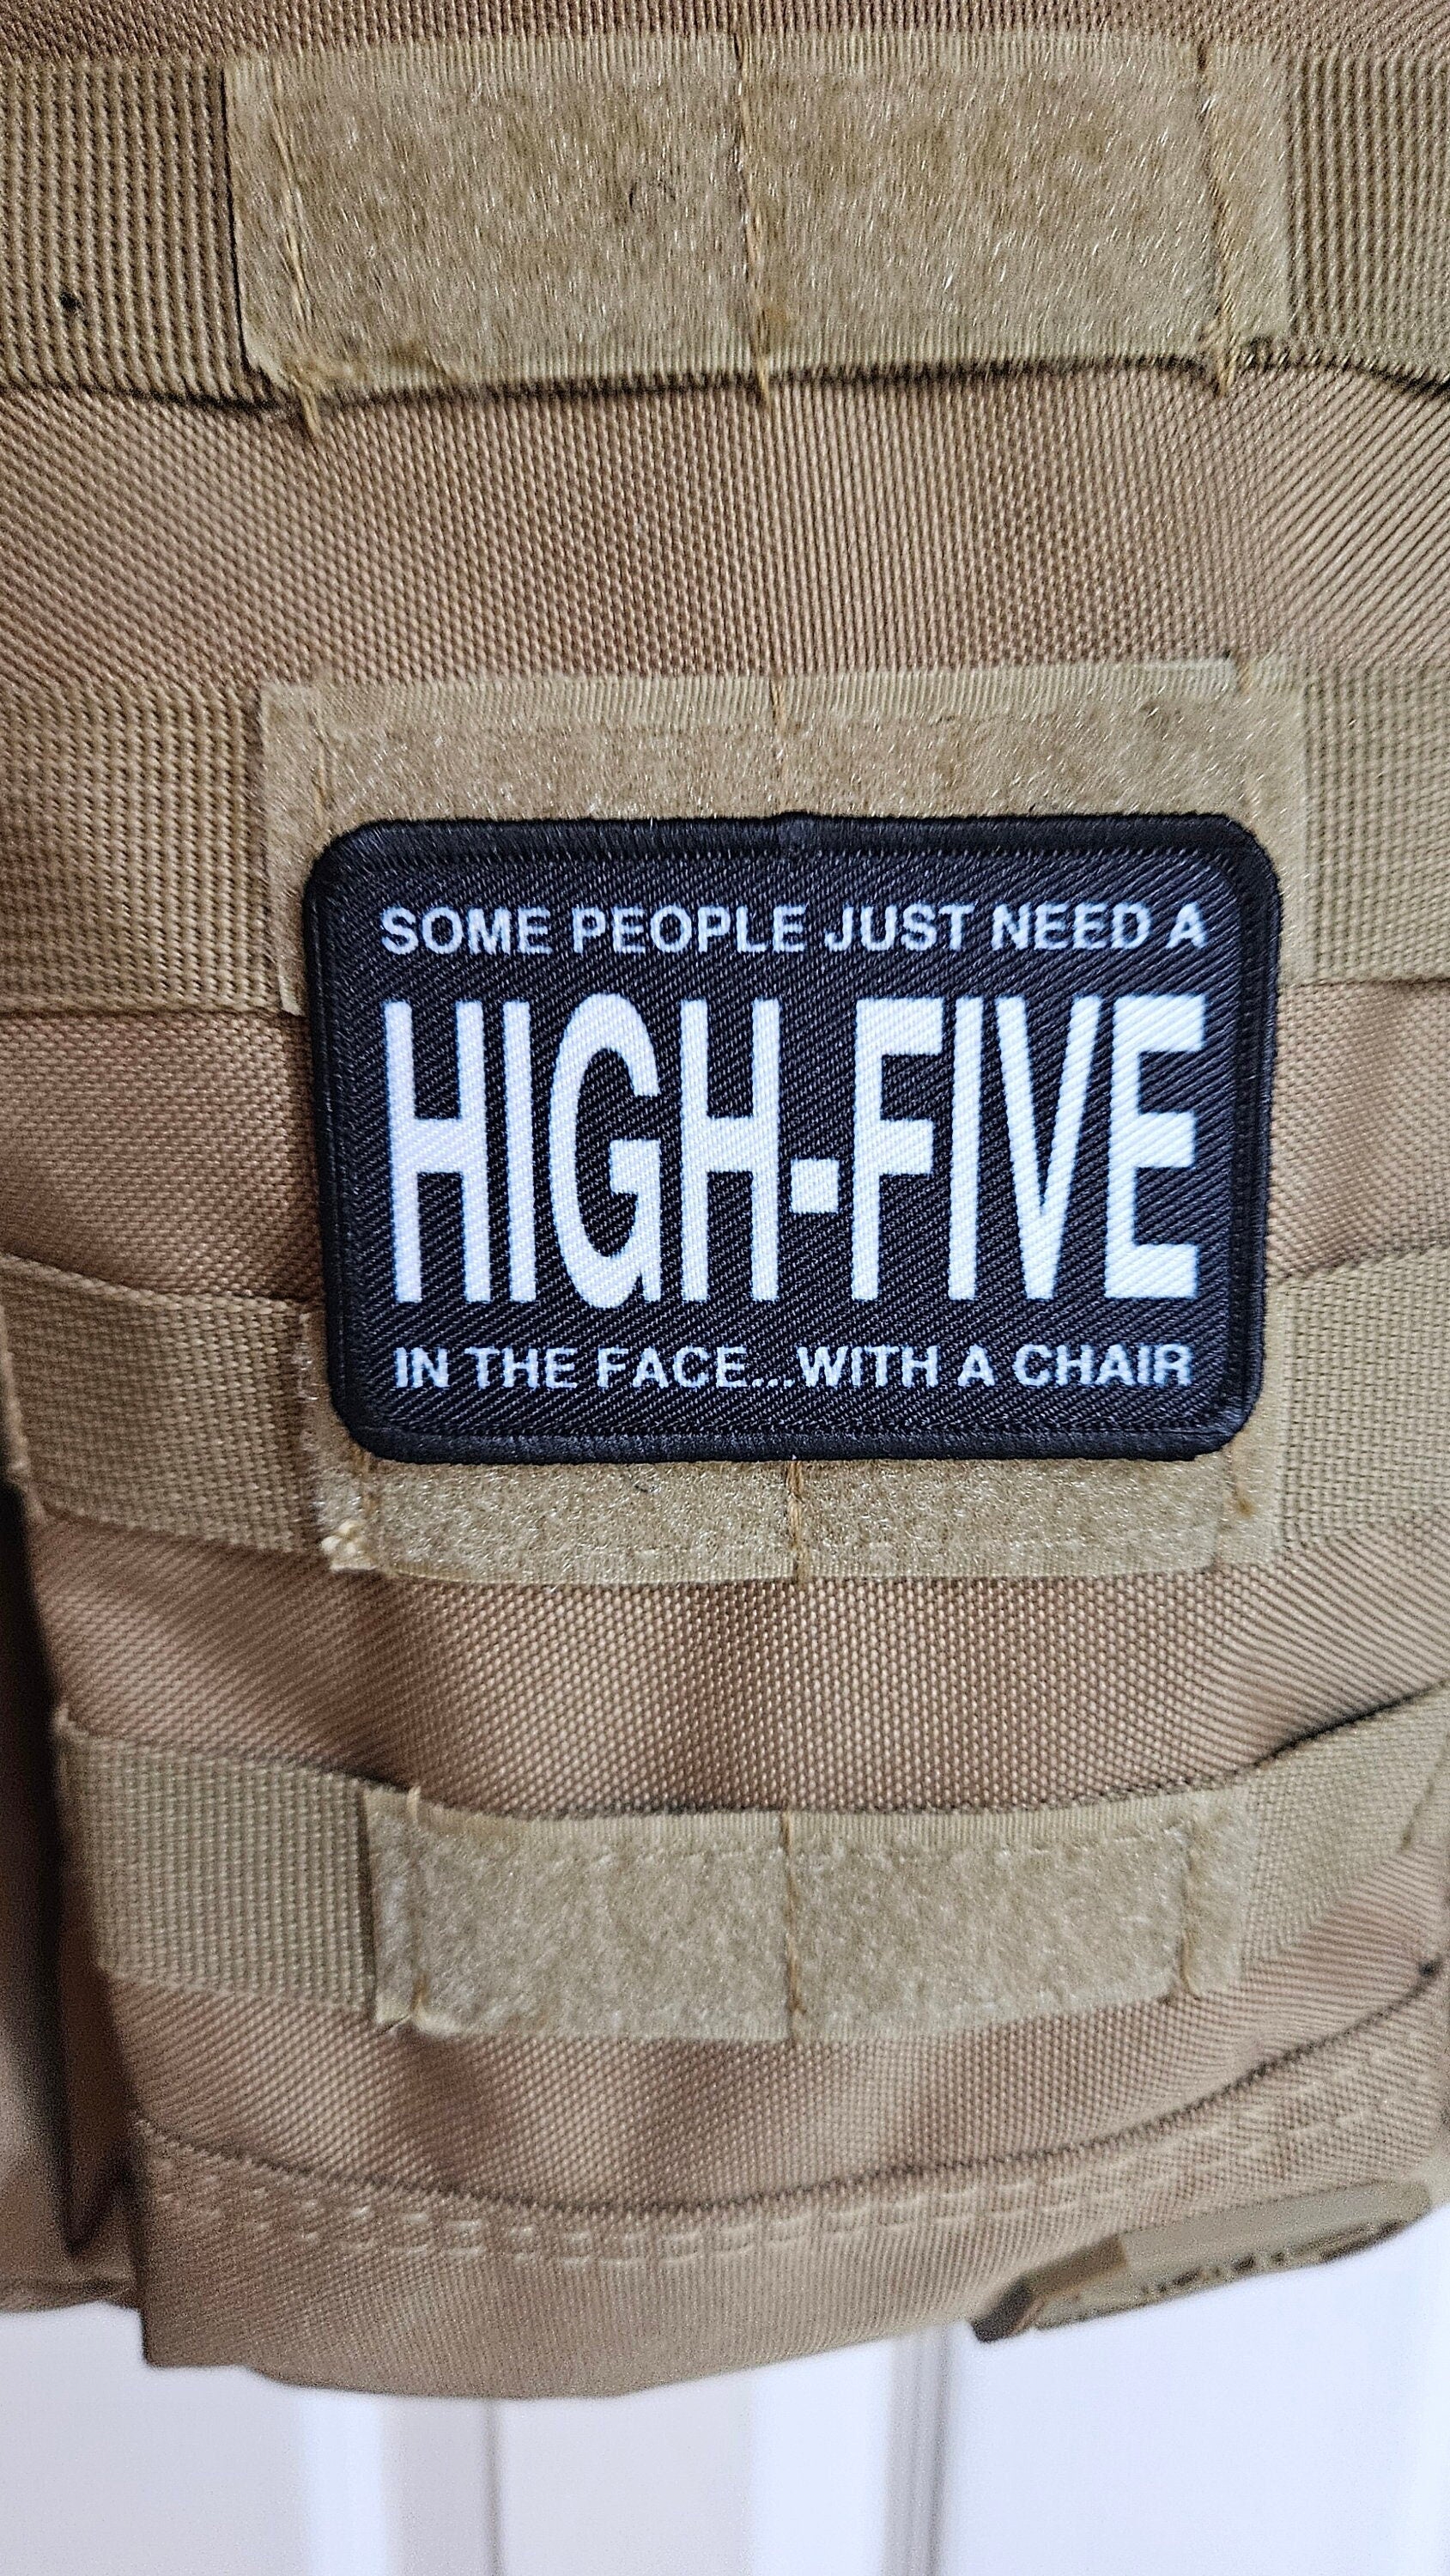 SOME PEOPLE JUST NEED A
HIGH-FIVE
IN THE FACE...WITH A CHAIR